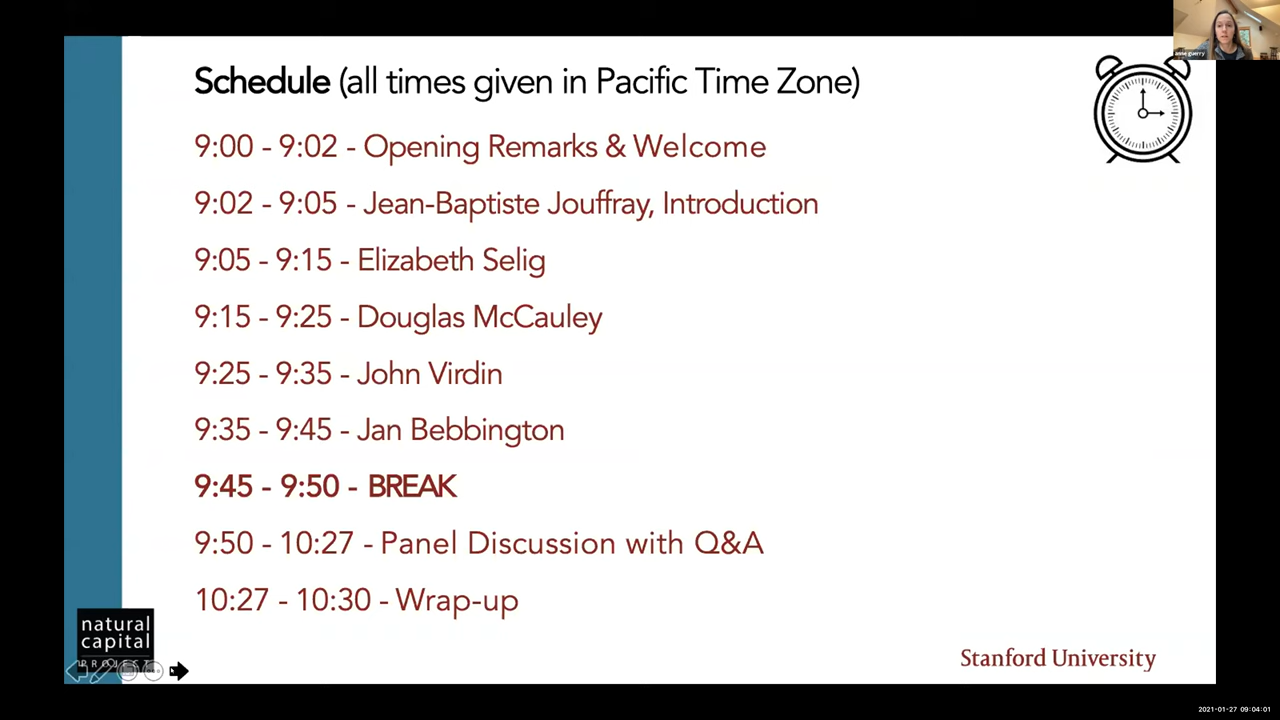 anne guerry
Schedule (all times given in Pacific Time Zone)
9:00 - 9:02 - Opening Remarks & Welcome
9:02 - 9:05 - Jean-Baptiste Jouffray, Introduction
9:05 - 9:15 - Elizabeth Selig
9:15 - 9:25 - Douglas McCauley
9:25 - 9:35 - John Virdin
9:35 - 9:45 - Jan Bebbington
9:45 - 9:50 - BREAK
9:50 - 10:27 - Panel Discussion with Q&A
10:27 - 10:30 - Wrap-up
natural
capital
PROJECT
Stanford University
2021-01-27 09:04:01